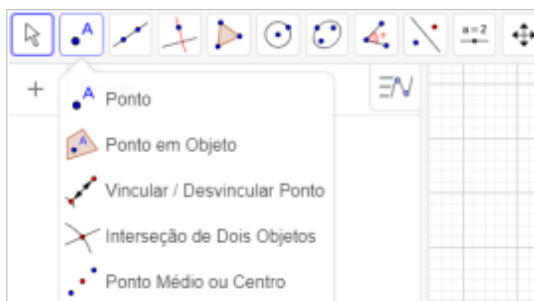 A
a=2
A Ponto
A Ponto em Objeto
Vincular / Desvincular Ponto
Interseção de Dois Objetos
Ponto Médio ou Centro